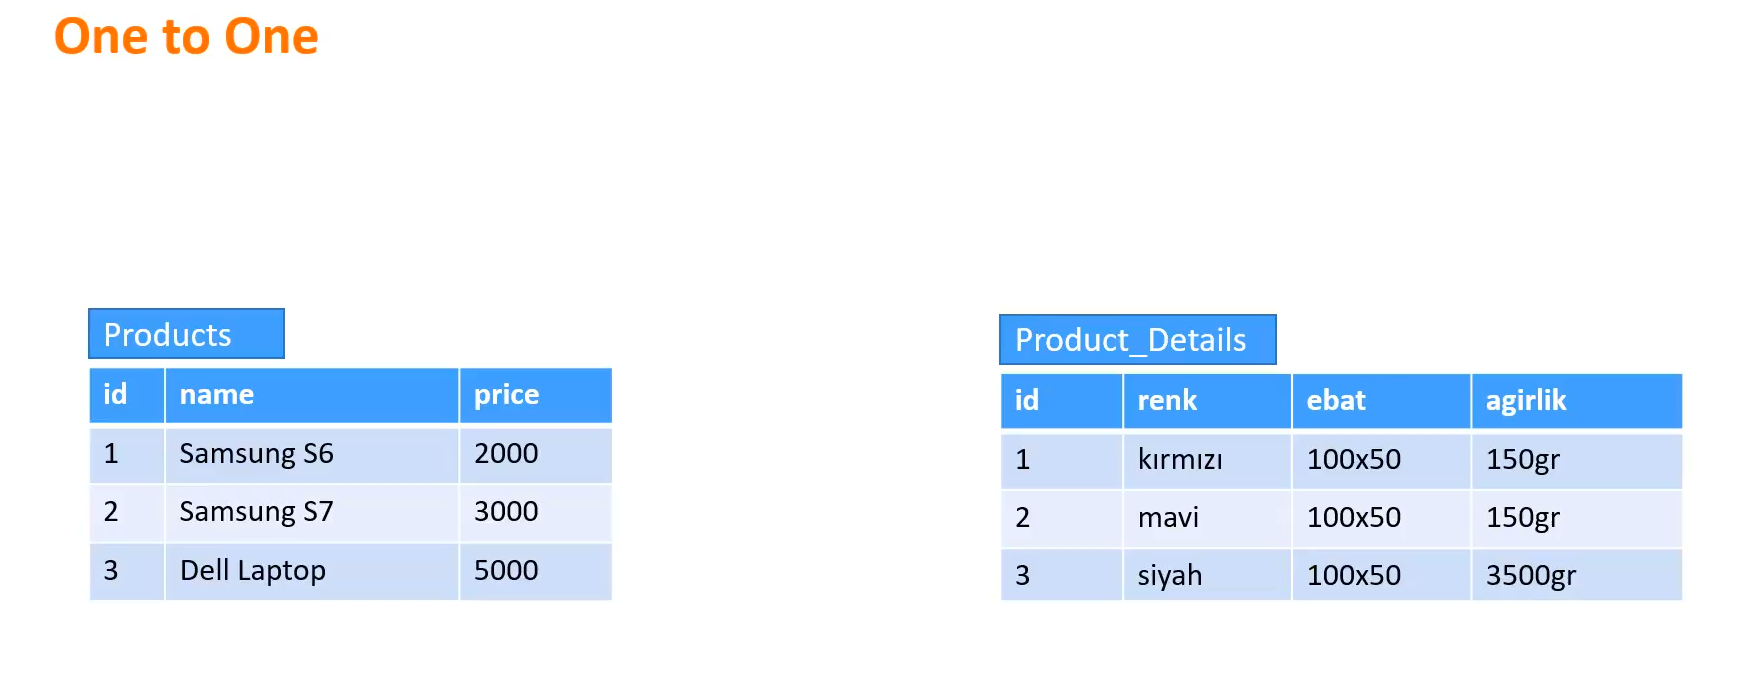 One to One
Products
id name price
1 Samsung S6 2000
2 Samsung S7 3000
3 Dell Laptop 5000
Product_Details
id renk ebat agirlik
1 kırmızı 100x50 150gr
2 mavi 100x50 150gr
3 siyah 100x50 3500gr